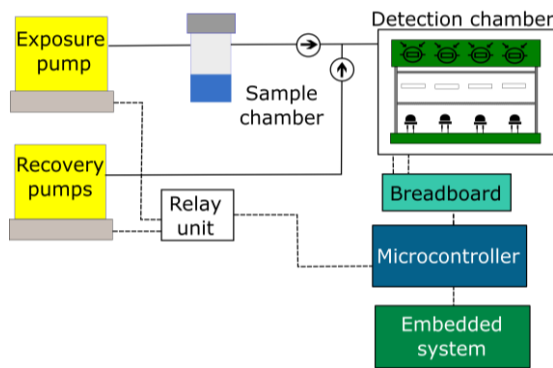 Exposure
pump
Sample
chamber
Detection chamber
Recovery
pumps
Relay
unit
Breadboard
Microcontroller
Embedded
system